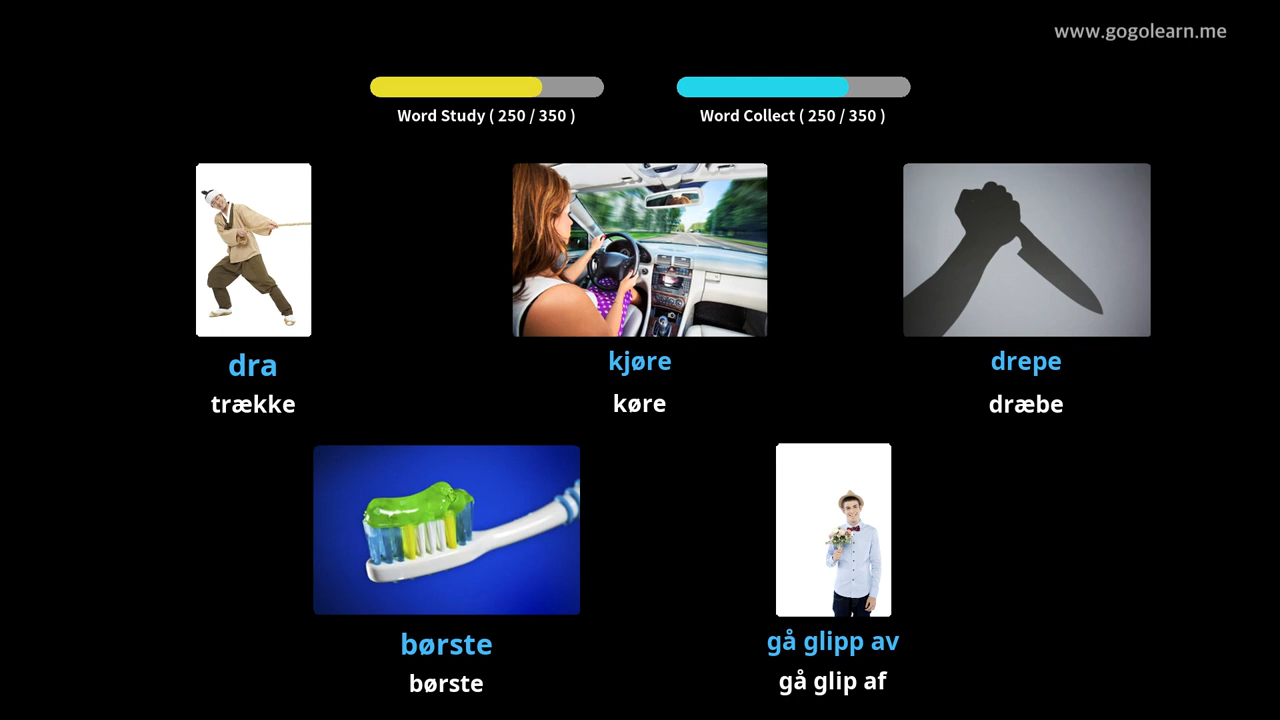 www.gogolearn.me
Word Study ( 250 / 350 )
Word Collect ( 250 / 350 )
dra
trække
kjøre
køre
drepe
dræbe
børste
børste
gå glipp av
gå glip af